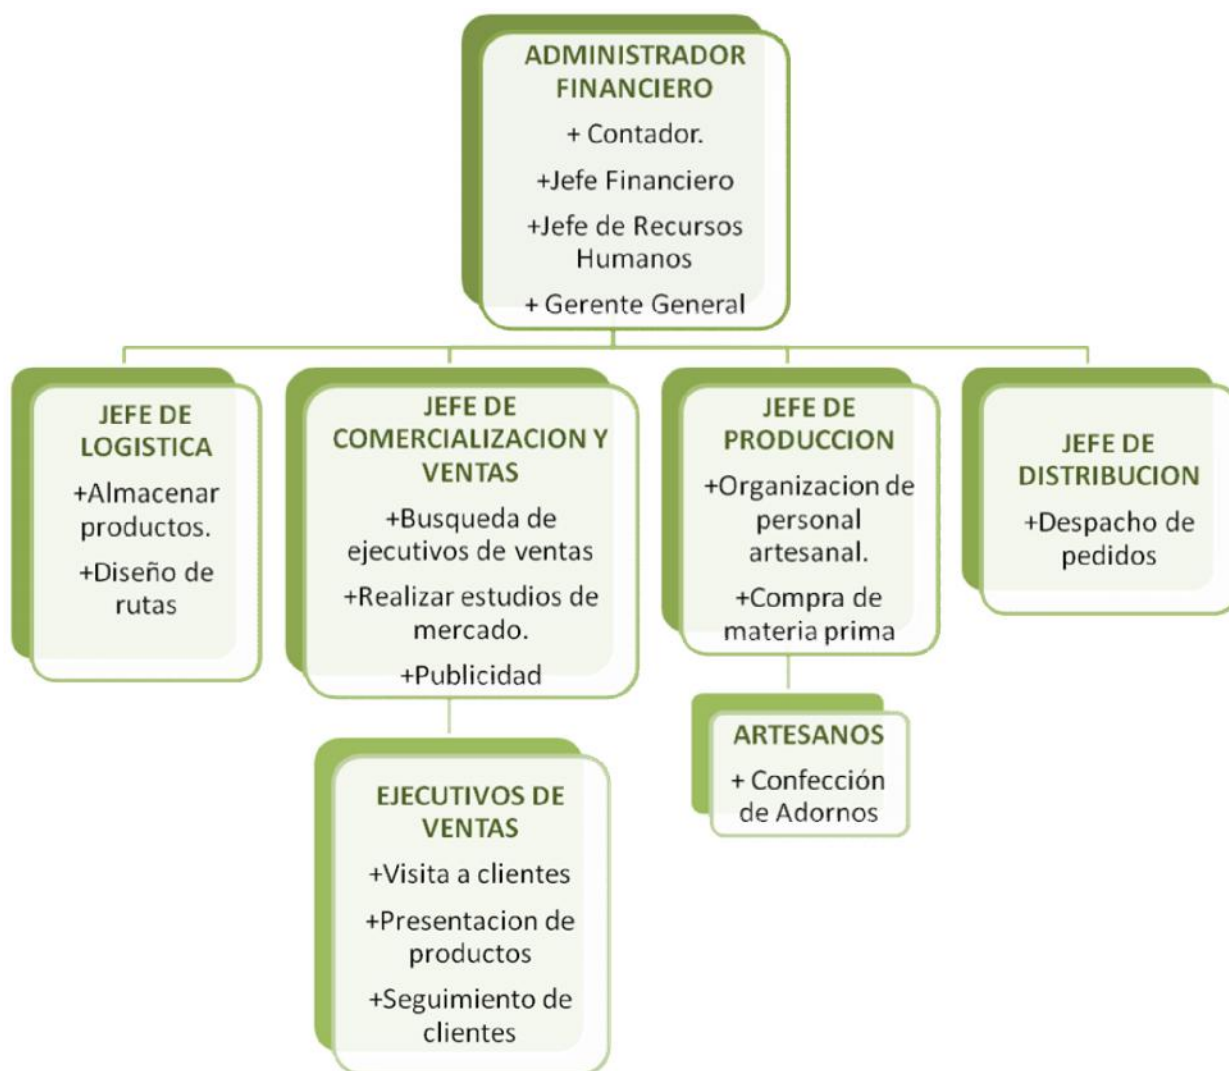 ADMINISTRADOR
FINANCIERO
+ Contador.
+Jefe Financiero
+Jefe de Recursos
Humanos
+ Gerente General
JEFE DE
LOGISTICA
+Almacenar
productos.
+Diseño de
rutas
JEFE DE
COMERCIALIZACION Y
VENTAS
+Busqueda de
ejecutivos de ventas
+Realizar estudios de
mercado.
+Publicidad
JEFE DE
PRODUCCION
+Organizacion de
personal
artesanal.
+Compra de
materia prima
JEFE DE
DISTRIBUCION
+Despacho de
pedidos
EJECUTIVOS DE
VENTAS
+Visita a clientes
+Presentacion de
productos
+Seguimiento de
clientes
ARTESANOS
+ Confección
de Adornos